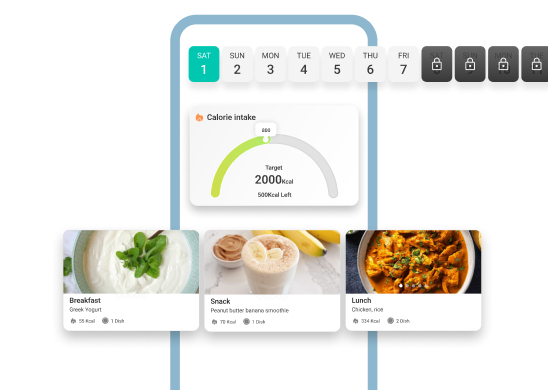 SAT SUN MON TUE WED THU FRI
1 2 3 4 5 6 7
Calorie intake
880
Target
2000Kcal
500Kcal Left
Breakfast
Greek Yogurt
55 Kcal 1 Dish
Snack
Peanut butter banana smoothie
70 Kcal 1 Dish
Lunch
Chicken, rice
334 Kcal 2 Dish